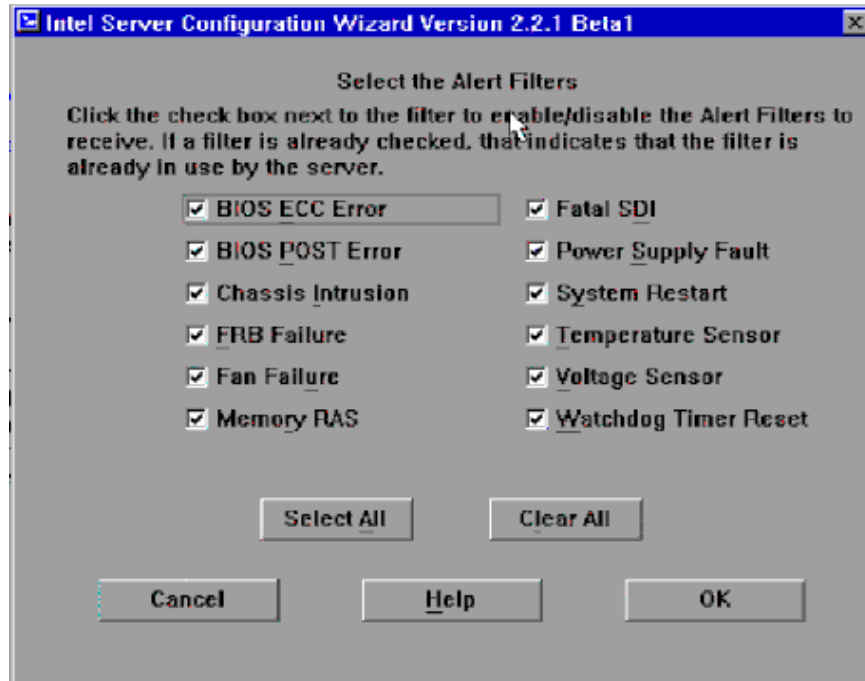 Intel Server Configuration Wizard Version 2.2.1 Beta1
Select the Alert Filters
Click the check box next to the filter to enable/disable the Alert Filters to
receive. If a filter is already checked, that indicates that the filter is
already in use by the server.
BIOS ECC Error
BIOS POST Error
Chassis Intrusion
FRB Failure
Fan Failure
Memory RAS
Fatal SDI
Power Supply Fault
System Restart
Temperature Sensor
Voltage Sensor
Watchdog Timer Reset
Select All
Clear All
Cancel
Help
OK